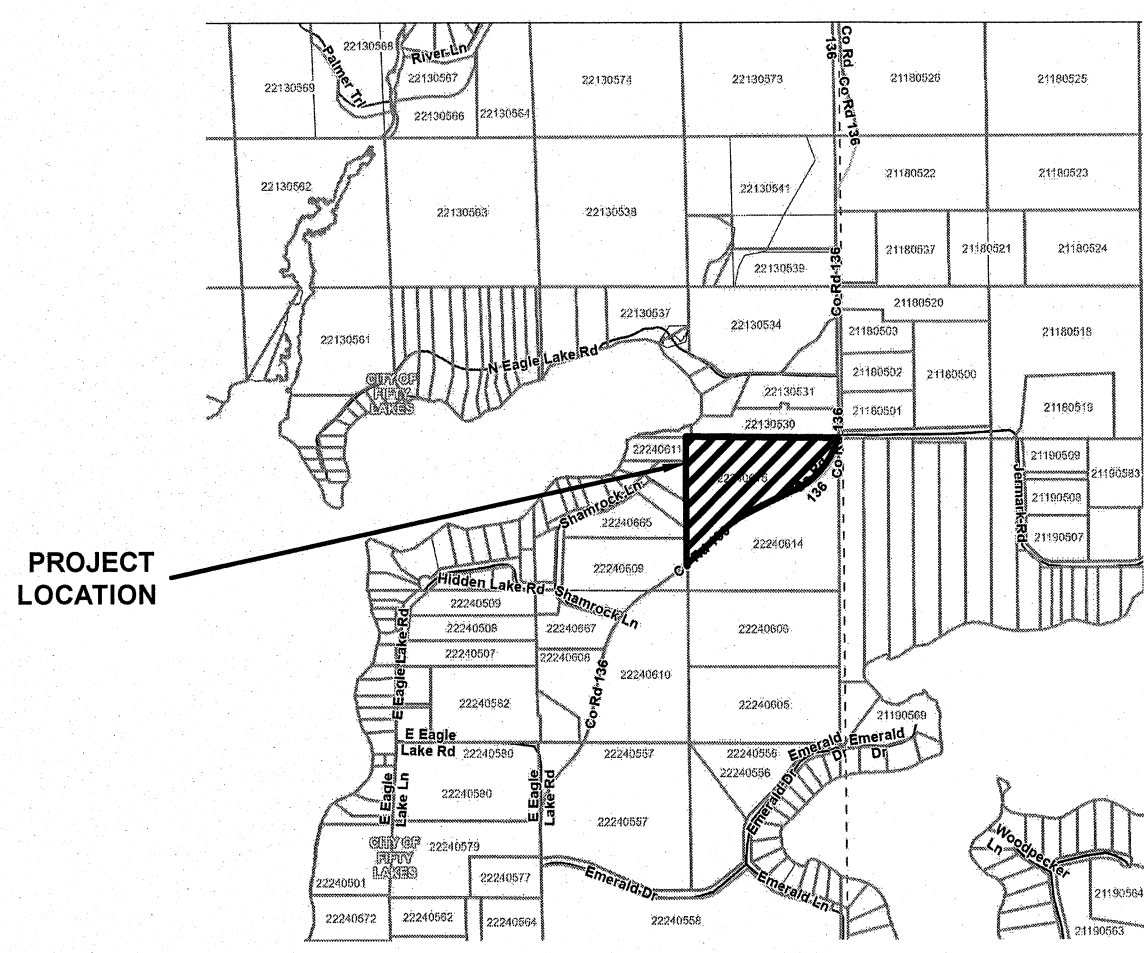 22130568
River Ln
Palmer Trl
22130567
22130569
22130566
22130564
22130574
22130573
Co Rd
136
Co Rd 136
21180526
21180525
22130562
22130563
22130538
22130541
21180522
21180523
21180537
21180521
21180524
22130539
Co Rd 136
22130537
22130534
21180520
22130561
N Eagle Lake Rd
21180503
21180518
21180502
21180500
CITY OF
FIFTY
LAKES
22130531
21180501
21180519
22130530
Co Rd 136
22240611
136
21190509
21190583
Shamrock Ln
21190508
Jermark Rd
22240665
22240614
21190507
PROJECT
LOCATION
22240609
Hidden Lake Rd
Shamrock Ln
22240509
E Eagle Lake Rd
22240508
22240667
22240606
22240507
22240608
Co Rd 136
22240610
22240582
22240605
21190569
E Eagle
Lake Rd
22240580
22240557
22240556
22240556
Emerald
Dr
Emerald
Dr
E Eagle
Lake Ln
22240580
E Eagle
Lake Rd
22240557
Emerald Dr
CITY OF
FIFTY
LAKES
22240579
22240501
22240577
Emerald Dr
Emerald Ln
Woodpecker
Ln
21190564
22240572
22240562
22240564
22240558
21190563